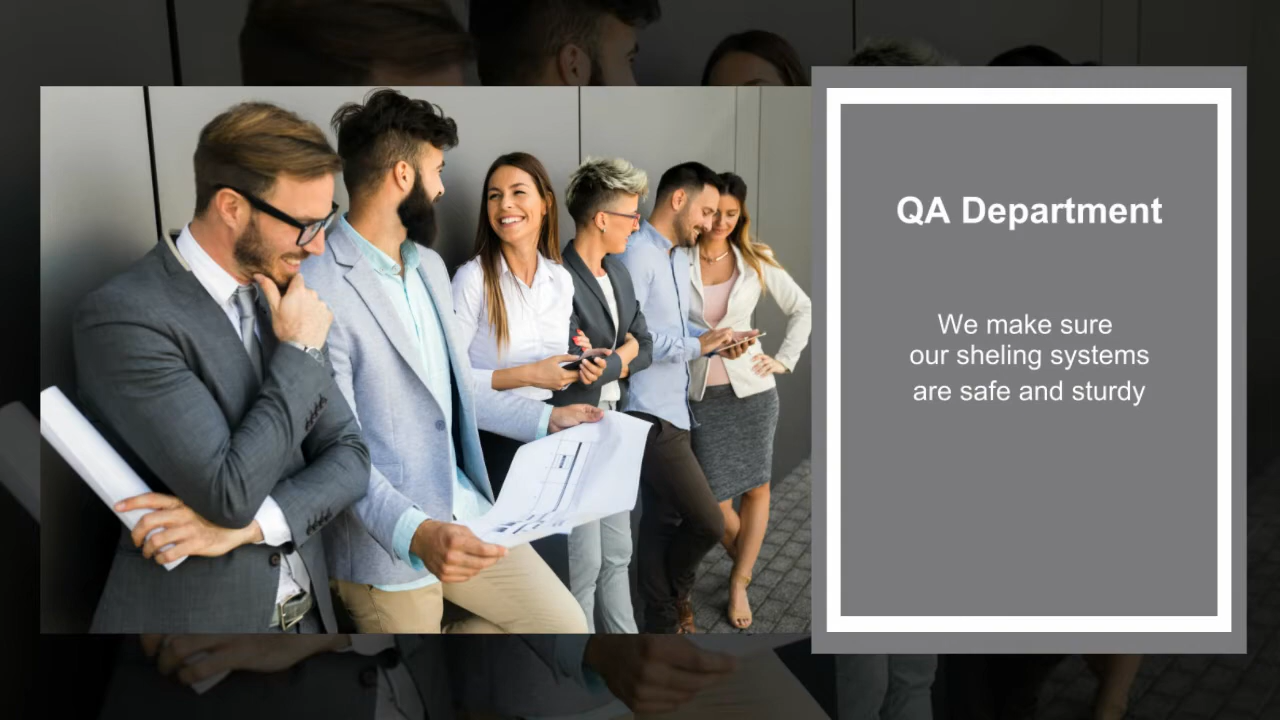 QA Department
We make sure
our sheling systems
are safe and sturdy